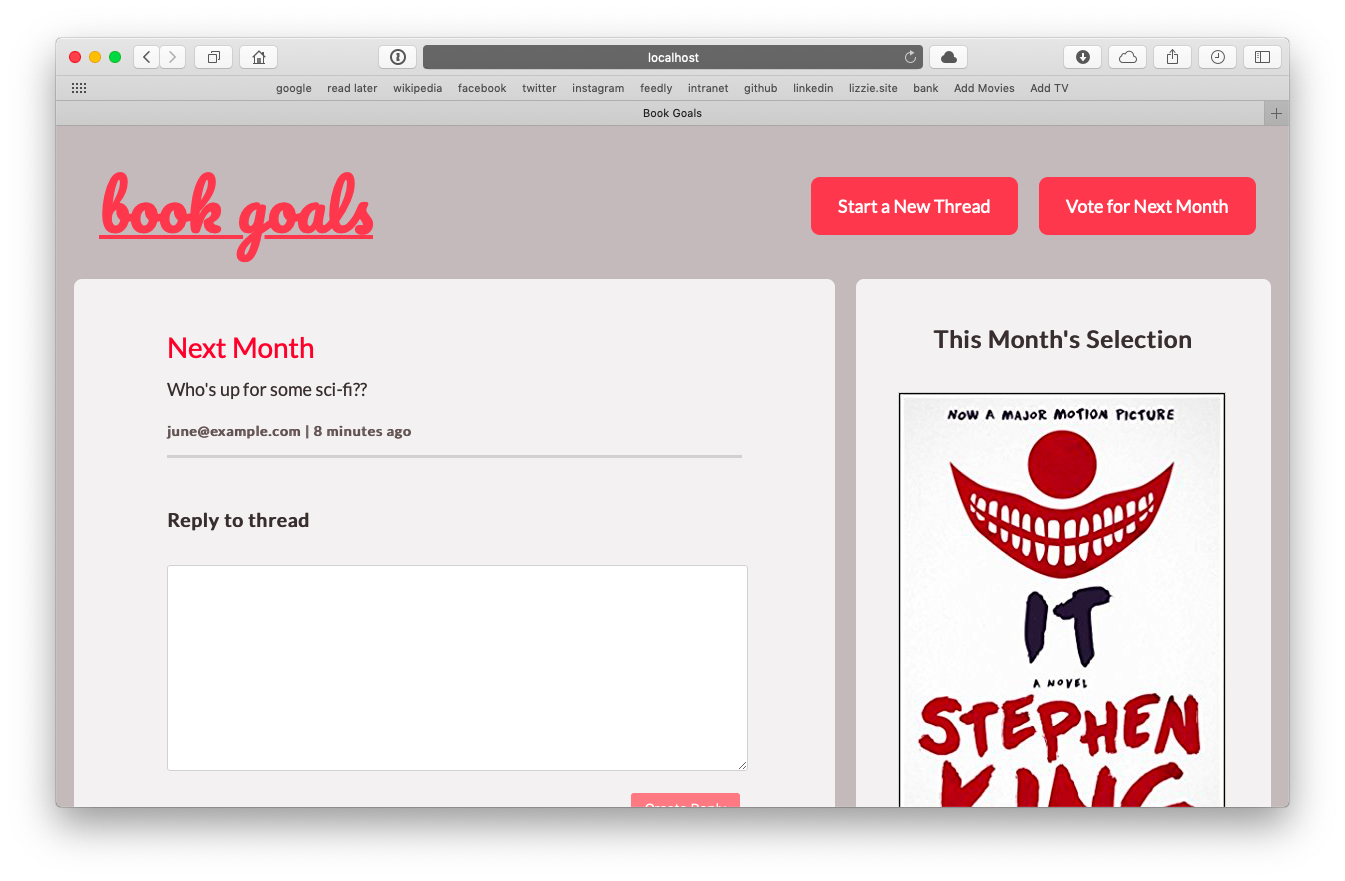 localhost
google read later wikipedia facebook twitter instagram feedly intranet github linkedin lizzie.site bank Add Movies Add TV
Book Goals
book goals
Start a New Thread
Vote for Next Month
Next Month
Who's up for some sci-fi??
june@example.com | 8 minutes ago
Reply to thread
Create Reply
This Month's Selection
NOW A MAJOR MOTION PICTURE
IT
A NOVEL
STEPHEN
KING